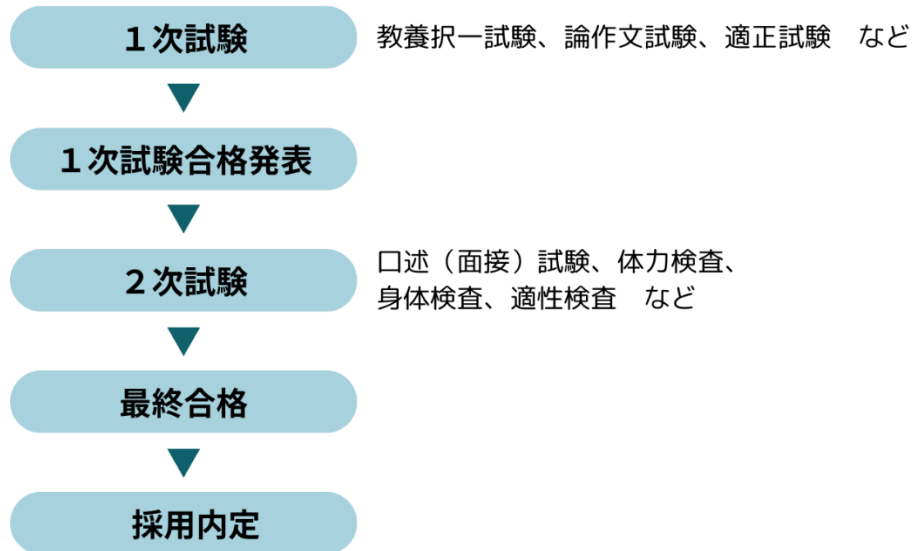 １次試験
教養択一試験、論作文試験、適正試験　など
１次試験合格発表
２次試験
口述（面接）試験、体力検査、
身体検査、適性検査　など
最終合格
採用内定